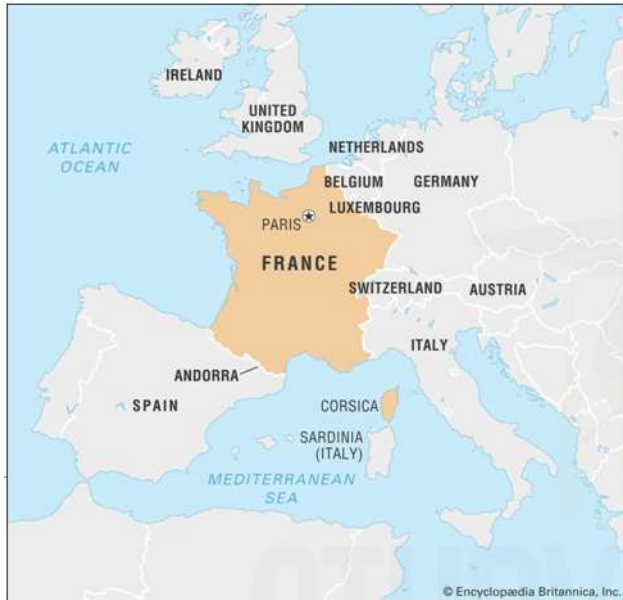 IRELAND
UNITED
KINGDOM
ATLANTIC
OCEAN
NETHERLANDS
BELGIUM
GERMANY
LUXEMBOURG
PARIS
FRANCE
SWITZERLAND
AUSTRIA
ITALY
ANDORRA
SPAIN
CORSICA
SARDINIA
(ITALY)
MEDITERRANEAN
SEA
© Encyclopædia Britannica, Inc.